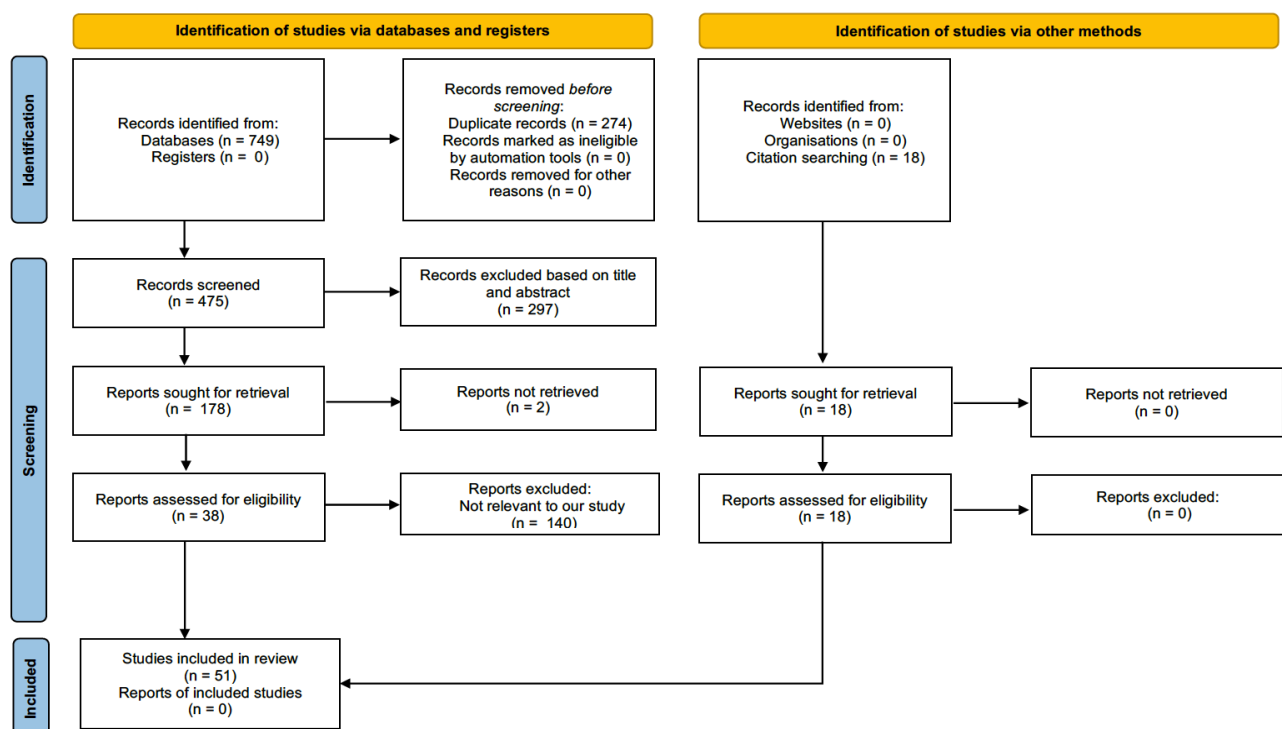 Identification of studies via databases and registers
Identification of studies via other methods
Identification
Records identified from:
Databases (n = 749)
Registers (n = 0)
Records removed before
screening:
Duplicate records (n = 274)
Records marked as ineligible
by automation tools (n = 0)
Records removed for other
reasons (n = 0)
Records identified from:
Websites (n = 0)
Organisations (n = 0)
Citation searching (n = 18)
Screening
Records screened
(n = 475)
Records excluded based on title
and abstract
(n = 297)
Reports sought for retrieval
(n = 178)
Reports not retrieved
(n = 2)
Reports sought for retrieval
(n = 18)
Reports not retrieved
(n = 0)
Reports assessed for eligibility
(n = 38)
Reports excluded:
Not relevant to our study
(n = 140)
Reports assessed for eligibility
(n = 18)
Reports excluded:
(n = 0)
Included
Studies included in review
(n = 51)
Reports of included studies
(n = 0)